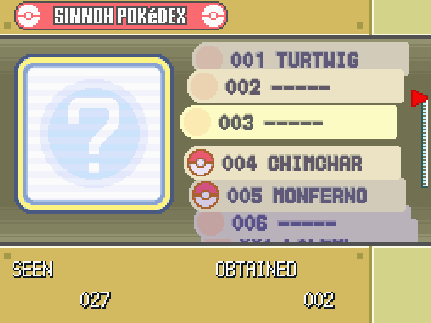 SINNOH POKéDEX
001 TURTWIG
002 -----
003 -----
004 CHIMCHAR
005 MONFERNO
006 -----
SEEN OBTAINED
027 002